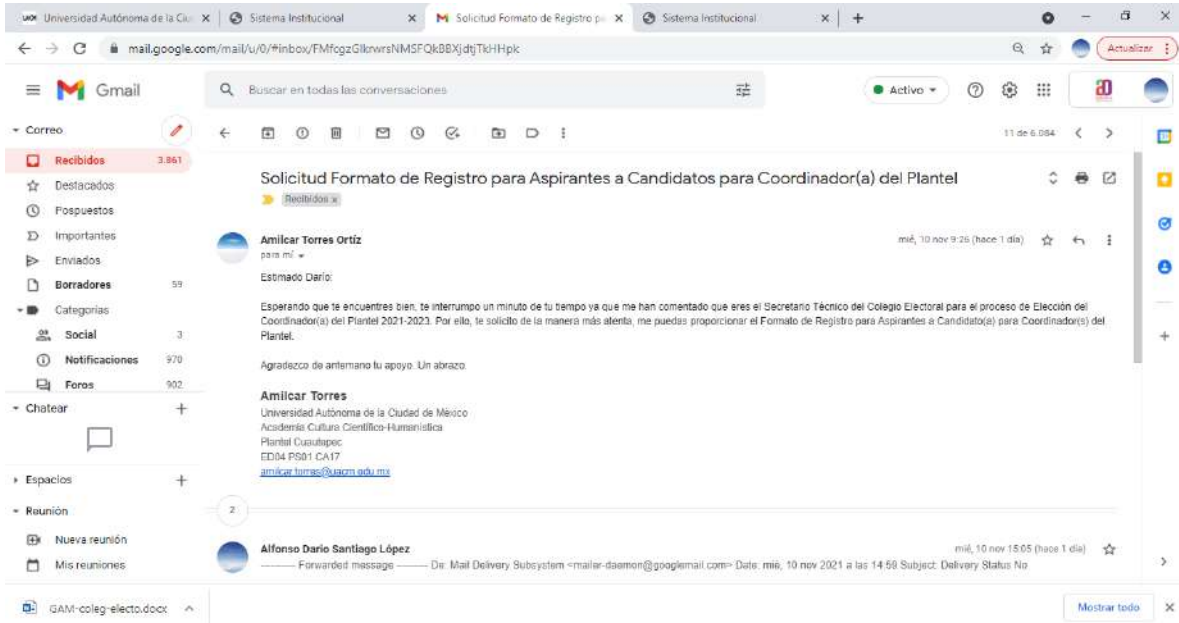 Universidad Autónoma de la Ciu
Sistema Institucional
Solicitud Formato de Registro pa
Sistema Institucional
mail.google.com/mail/u/0/#inbox/FMfcgzGlkrwrsNMSFQkBBXjdtjTkHHpk
Actualizar
Gmail
Buscar en todas las conversaciones
Activo
Correo
11 de 6.084
Recibidos 3.861
Destacados
Pospuestos
Importantes
Enviados
Borradores 59
Categorías
Social 3
Notificaciones 970
Foros 902
Chatear
Espacios
Reunión
Nueva reunión
Mis reuniones
Solicitud Formato de Registro para Aspirantes a Candidatos para Coordinador(a) del Plantel
Recibidos x
Amilcar Torres Ortíz
mié, 10 nov 9:26 (hace 1 día)
para mí
Estimado Darío:
Esperando que te encuentres bien, te interrumpo un minuto de tu tiempo ya que me han comentado que eres el Secretario Técnico del Colegio Electoral para el proceso de Elección del
Coordinador(a) del Plantel 2021-2023. Por ello, te solicito de la manera más atenta, me puedas proporcionar el Formato de Registro para Aspirantes a Candidato(a) para Coordinador(s) del
Plantel.
Agradezco de antemano tu apoyo. Un abrazo.
Amilcar Torres
Universidad Autónoma de la Ciudad de México
Academia Cultura Científico-Humanística
Plantel Cuautepec
ED04 PS01 CA17
amilcar.torres@uacm.edu.mx
2
Alfonso Dario Santiago López
mié, 10 nov 15:05 (hace 1 día)
---------- Forwarded message --------- De: Mail Delivery Subsystem <mailer-daemon@googlemail.com> Date: mié, 10 nov 2021 a las 14:59 Subject: Delivery Status No
GAM-coleg-electo.docx
Mostrar todo